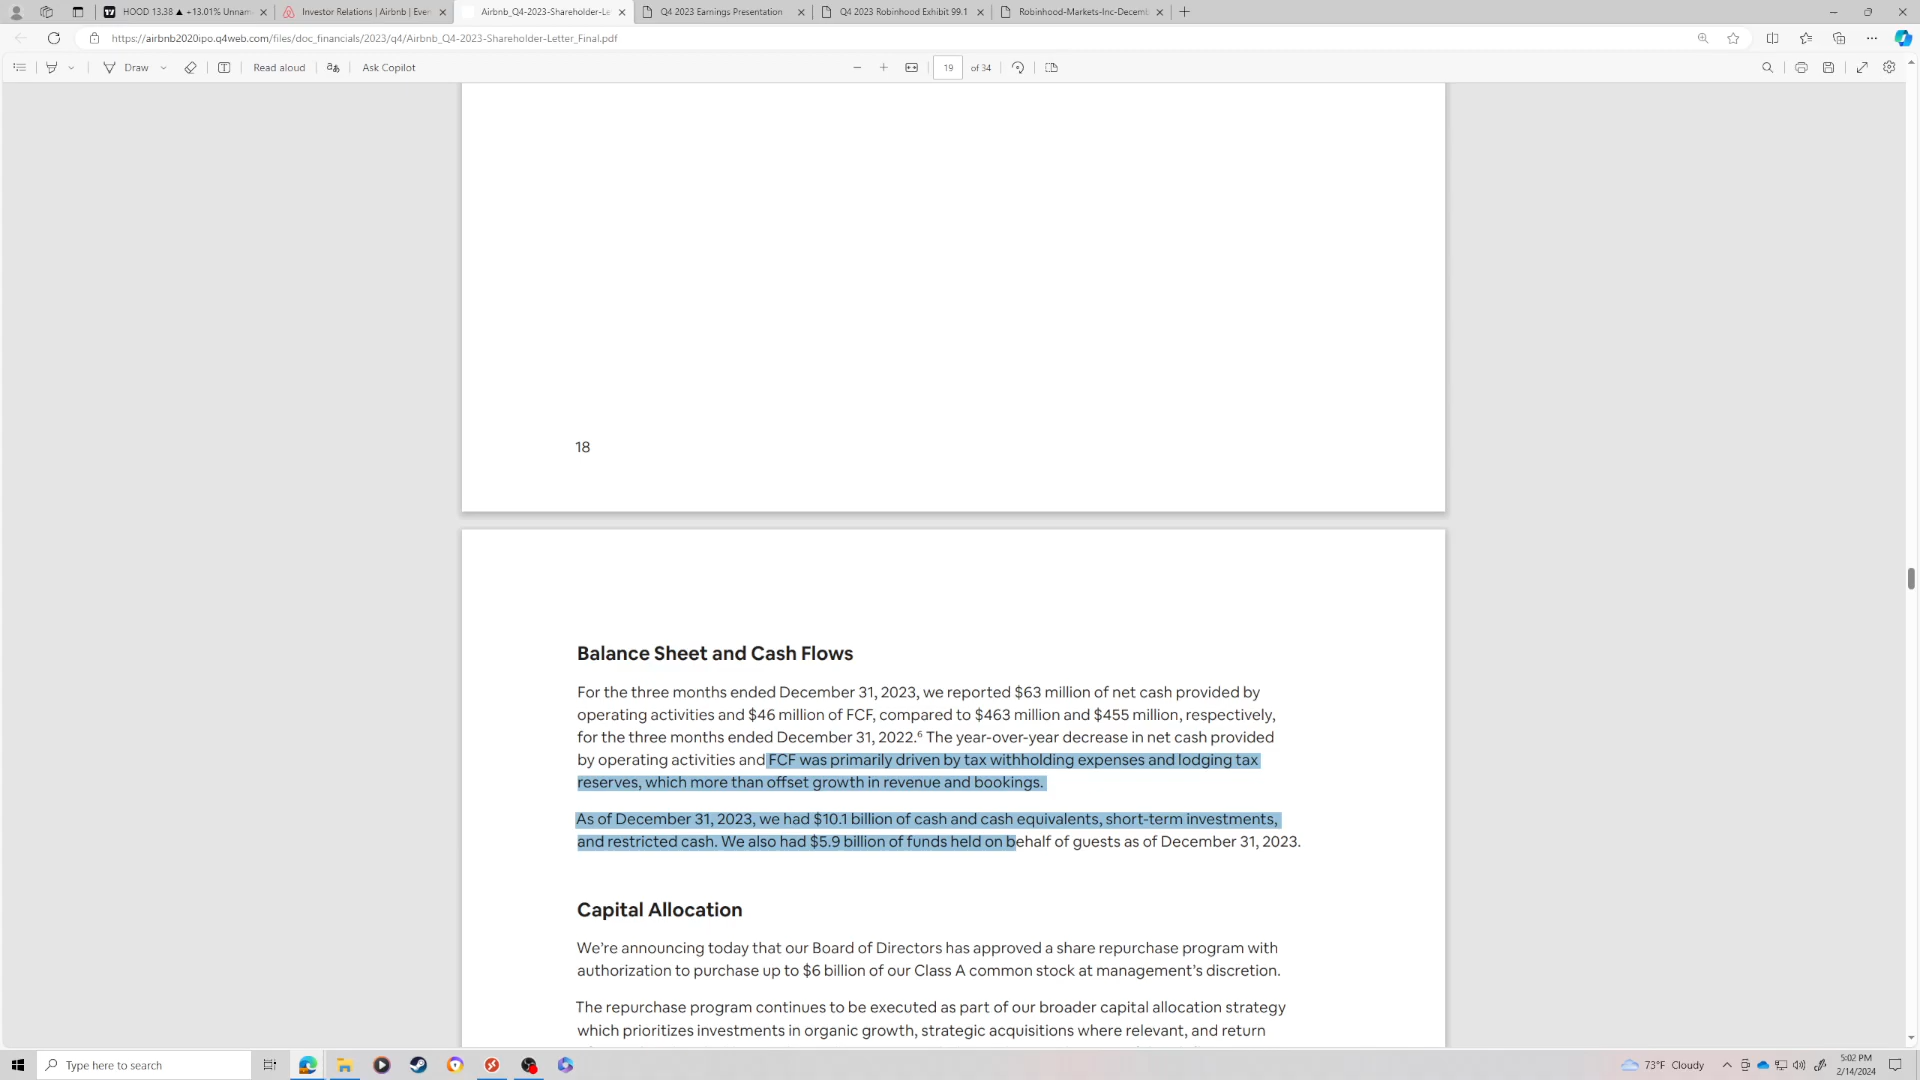 HOOD 13.38 ▲ +13.01% Unnam
Investor Relations | Airbnb | Even
Airbnb_Q4-2023-Shareholder-Le
Q4 2023 Earnings Presentation
Q4 2023 Robinhood Exhibit 99.1
Robinhood-Markets-Inc-Decemb
https://airbnb2020ipo.q4web.com/files/doc_financials/2023/q4/Airbnb_Q4-2023-Shareholder-Letter_Final.pdf
Draw
Read aloud
Ask Copilot
19
of 34
18
Balance Sheet and Cash Flows
For the three months ended December 31, 2023, we reported $63 million of net cash provided by
operating activities and $46 million of FCF, compared to $463 million and $455 million, respectively,
for the three months ended December 31, 2022.⁶ The year-over-year decrease in net cash provided
by operating activities and FCF was primarily driven by tax withholding expenses and lodging tax
reserves, which more than offset growth in revenue and bookings.
As of December 31, 2023, we had $10.1 billion of cash and cash equivalents, short-term investments,
and restricted cash. We also had $5.9 billion of funds held on behalf of guests as of December 31, 2023.
Capital Allocation
We're announcing today that our Board of Directors has approved a share repurchase program with
authorization to purchase up to $6 billion of our Class A common stock at management's discretion.
The repurchase program continues to be executed as part of our broader capital allocation strategy
which prioritizes investments in organic growth, strategic acquisitions where relevant, and return
Type here to search
73°F Cloudy
5:02 PM
2/14/2024